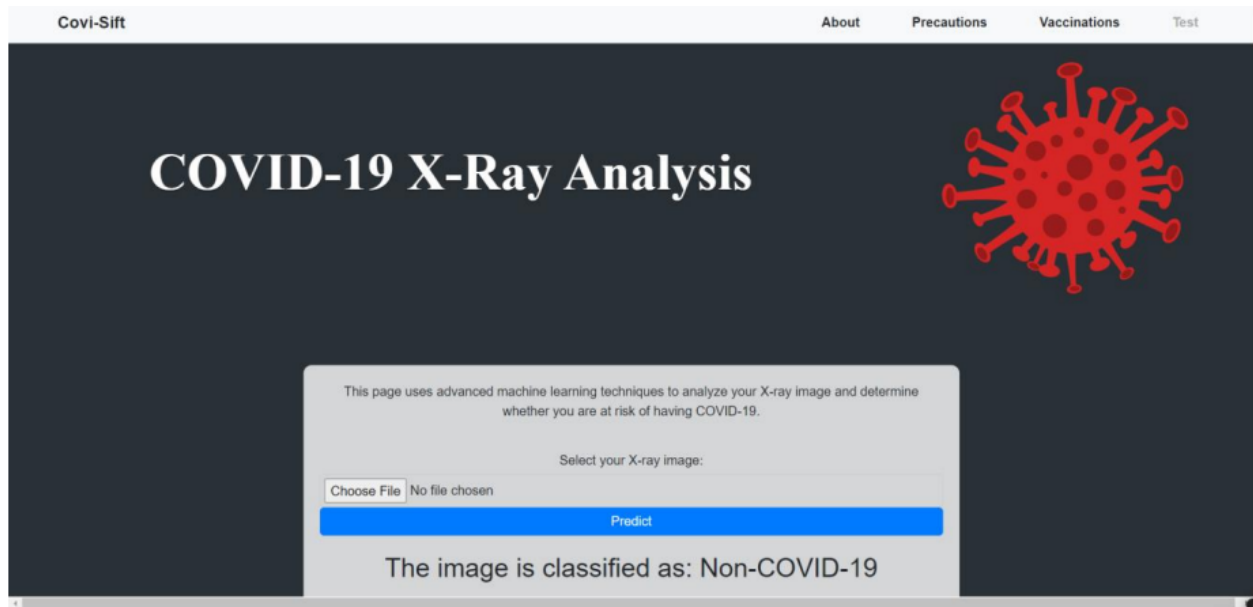 Covi-Sift About Precautions Vaccinations Test
COVID-19 X-Ray Analysis
This page uses advanced machine learning techniques to analyze your X-ray image and determine
whether you are at risk of having COVID-19.
Select your X-ray image:
Choose File No file chosen
Predict
The image is classified as: Non-COVID-19